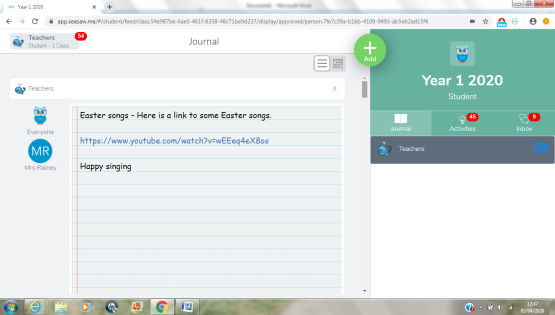 Year 1 2020
app.seesaw.me/#/student/feed/class.54e987be-6ae5-461f-8358-48c71be9d237/display/approved/person.7fe7c39a-b16b-4109-9493-ab5eb2ad13f4
Teachers
Student - 1 Class
54
Journal
Add
Year 1 2020
Student
Journal
45
Activities
9
Inbox
Teachers
Teachers
X
Everyone
MR
Mrs Rainey
Easter songs - Here is a link to some Easter songs.
https://www.youtube.com/watch?v=wEEeq4eX8os
Happy singing
12:47
03/04/2020